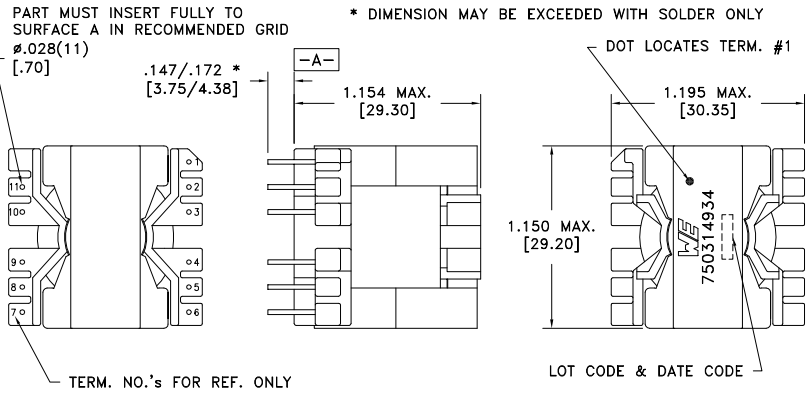 PART MUST INSERT FULLY TO
SURFACE A IN RECOMMENDED GRID
ø.028(11)
[.70]
* DIMENSION MAY BE EXCEEDED WITH SOLDER ONLY
.147/.172 *
[3.75/4.38]
-A-
1.154 MAX.
[29.30]
DOT LOCATES TERM. #1
1.195 MAX.
[30.35]
1
11
2
10
3
9
4
8
5
7
6
1.150 MAX.
[29.20]
WE
750314934
TERM. NO.'s FOR REF. ONLY
LOT CODE & DATE CODE